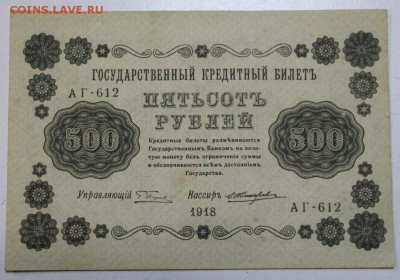 COINS.LAVE.RU
ГОСУДАРСТВЕННЫЙ КРЕДИТНЫЙ БИЛЕТЪ
АГ-612
ПЯТЬСОТЪ
РУБЛЕЙ
500 500
Кредитные билеты размѣниваются
Государственнымъ Банкомъ на золо-
тую монету безъ ограниченія суммы
и обезпечиваются всѣмъ достояніемъ
Государства.
Управляющій Кассиръ
1918
АГ-612